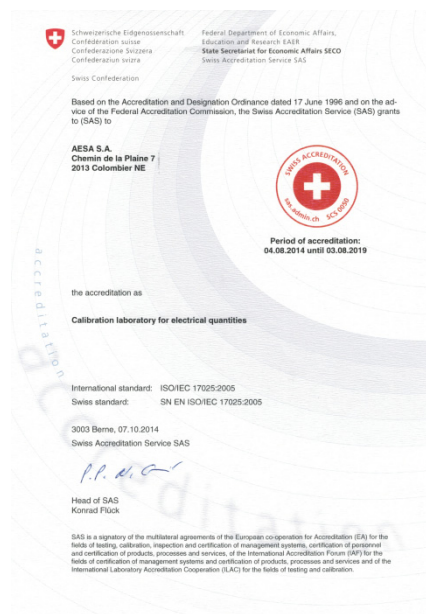 Schweizerische Eidgenossenschaft
Confédération suisse
Confederazione Svizzera
Confederaziun svizra
Swiss Confederation
Federal Department of Economic Affairs,
Education and Research EAER
State Secretariat for Economic Affairs SECO
Swiss Accreditation Service SAS
Based on the Accreditation and Designation Ordinance dated 17 June 1996 and on the ad-
vice of the Federal Accreditation Commission, the Swiss Accreditation Service (SAS) grants
to (SAS) to
AESA S.A.
Chemin de la Plaine 7
2013 Colombier NE
SWISS ACCREDITATION
sas.admin.ch SCS 0050
Period of accreditation:
04.08.2014 until 03.08.2019
accreditation
the accreditation as
Calibration laboratory for electrical quantities
International standard: ISO/IEC 17025:2005
Swiss standard: SN EN ISO/IEC 17025:2005
3003 Berne, 07.10.2014
Swiss Accreditation Service SAS
Head of SAS
Konrad Flück
accreditation
SAS is a signatory of the multilateral agreements of the European co-operation for Accreditation (EA) for the
fields of testing, calibration, inspection and certification of management systems, certification of personnel
and certification of products, processes and services, of the International Accreditation Forum (IAF) for the
fields of certification of management systems and certification of products, processes and services and of the
International Laboratory Accreditation Cooperation (ILAC) for the fields of testing and calibration.